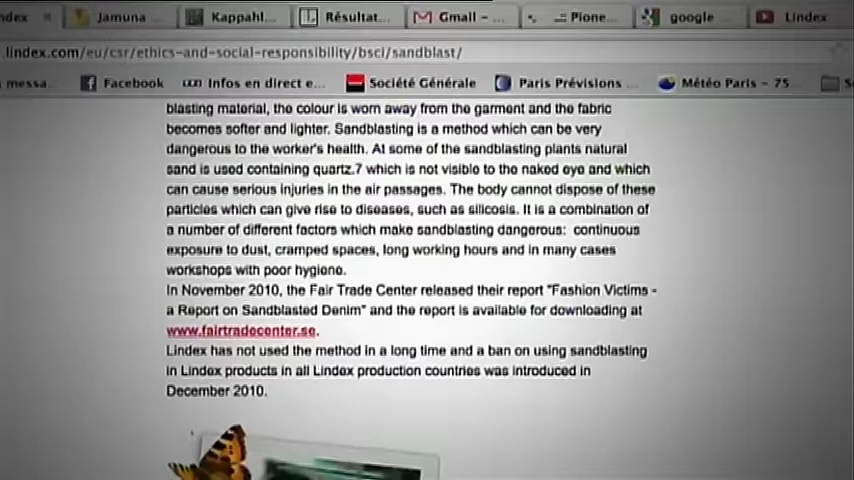 ndex Jamuna Kappahl... Résultat... Gmail – ... .:: Pione... google Lindex
.lindex.com/eu/csr/ethics-and-social-responsibility/bsci/sandblast/
messa... Facebook Infos en direct e... Société Générale Paris Prévisions ... Météo Paris – 75...
blasting material, the colour is worn away from the garment and the fabric
becomes softer and lighter. Sandblasting is a method which can be very
dangerous to the worker's health. At some of the sandblasting plants natural
sand is used containing quartz,7 which is not visible to the naked eye and which
can cause serious injuries in the air passages. The body cannot dispose of these
particles which can give rise to diseases, such as silicosis. It is a combination of
a number of different factors which make sandblasting dangerous: continuous
exposure to dust, cramped spaces, long working hours and in many cases
workshops with poor hygiene.
In November 2010, the Fair Trade Center released their report "Fashion Victims -
a Report on Sandblasted Denim" and the report is available for downloading at
www.fairtradecenter.se.
Lindex has not used the method in a long time and a ban on using sandblasting
in Lindex products in all Lindex production countries was introduced in
December 2010.